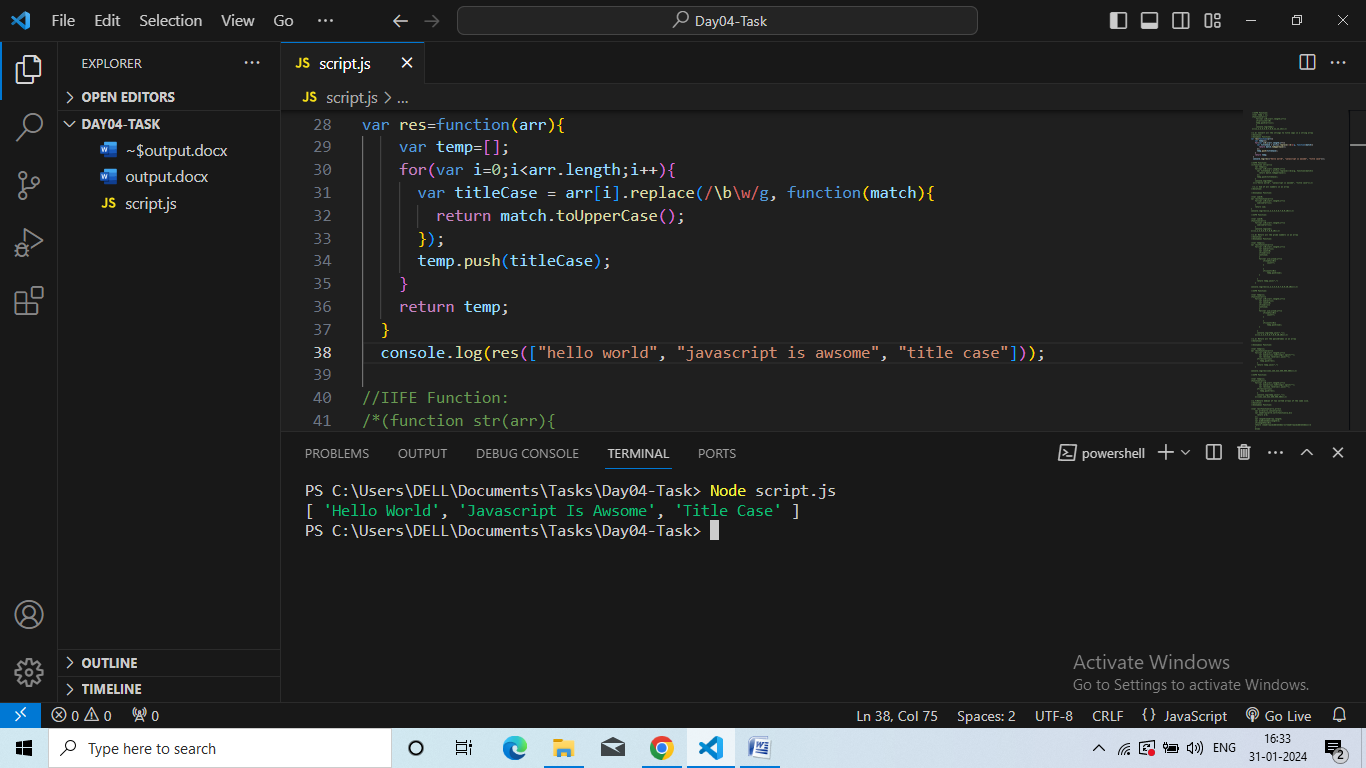 File Edit Selection View Go ··· Day04-Task
EXPLORER ···
OPEN EDITORS
DAY04-TASK
~$output.docx
output.docx
JS script.js
OUTLINE
TIMELINE
JS script.js
JS script.js > ...
28 var res=function(arr){
29 var temp=[];
30 for(var i=0;i<arr.length;i++){
31 var titleCase = arr[i].replace(/\b\w/g, function(match){
32 return match.toUpperCase();
33 });
34 temp.push(titleCase);
35 }
36 return temp;
37 }
38 console.log(res(["hello world", "javascript is awsome", "title case"]));
39
40 //IIFE Function:
41 /*(function str(arr){
PROBLEMS OUTPUT DEBUG CONSOLE TERMINAL PORTS powershell
PS C:\Users\DELL\Documents\Tasks\Day04-Task> Node script.js
[ 'Hello World', 'Javascript Is Awsome', 'Title Case' ]
PS C:\Users\DELL\Documents\Tasks\Day04-Task>
Activate Windows
Go to Settings to activate Windows.
0 0 0 Ln 38, Col 75 Spaces: 2 UTF-8 CRLF {} JavaScript Go Live
Type here to search ENG 16:33
31-01-2024 2